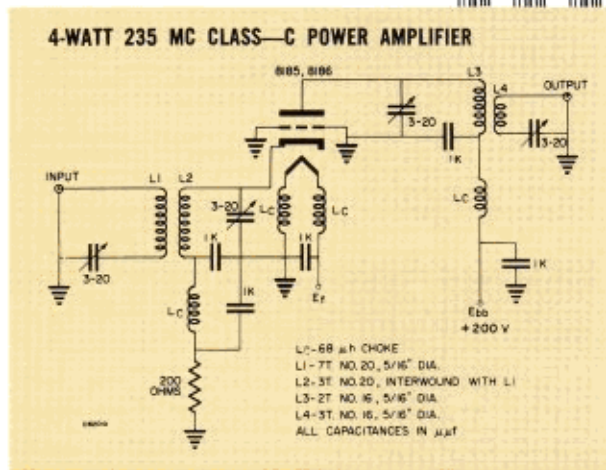 4-WATT 235 MC CLASS—C POWER AMPLIFIER
8185, 8186
L3
L4
OUTPUT
3-20
1K
3-20
INPUT
L1
L2
3-20
LC
LC
LC
1K
1K
3-20
1K
1K
LC
Ef
Ebb
+200 V
200
OHMS
LC-68 μh CHOKE
L1-7T. NO. 20, 5/16" DIA.
L2-3T. NO. 20, INTERWOUND WITH L1
L3-2T. NO. 16, 5/16" DIA.
L4-3T. NO. 16, 5/16" DIA.
ALL CAPACITANCES IN μμf